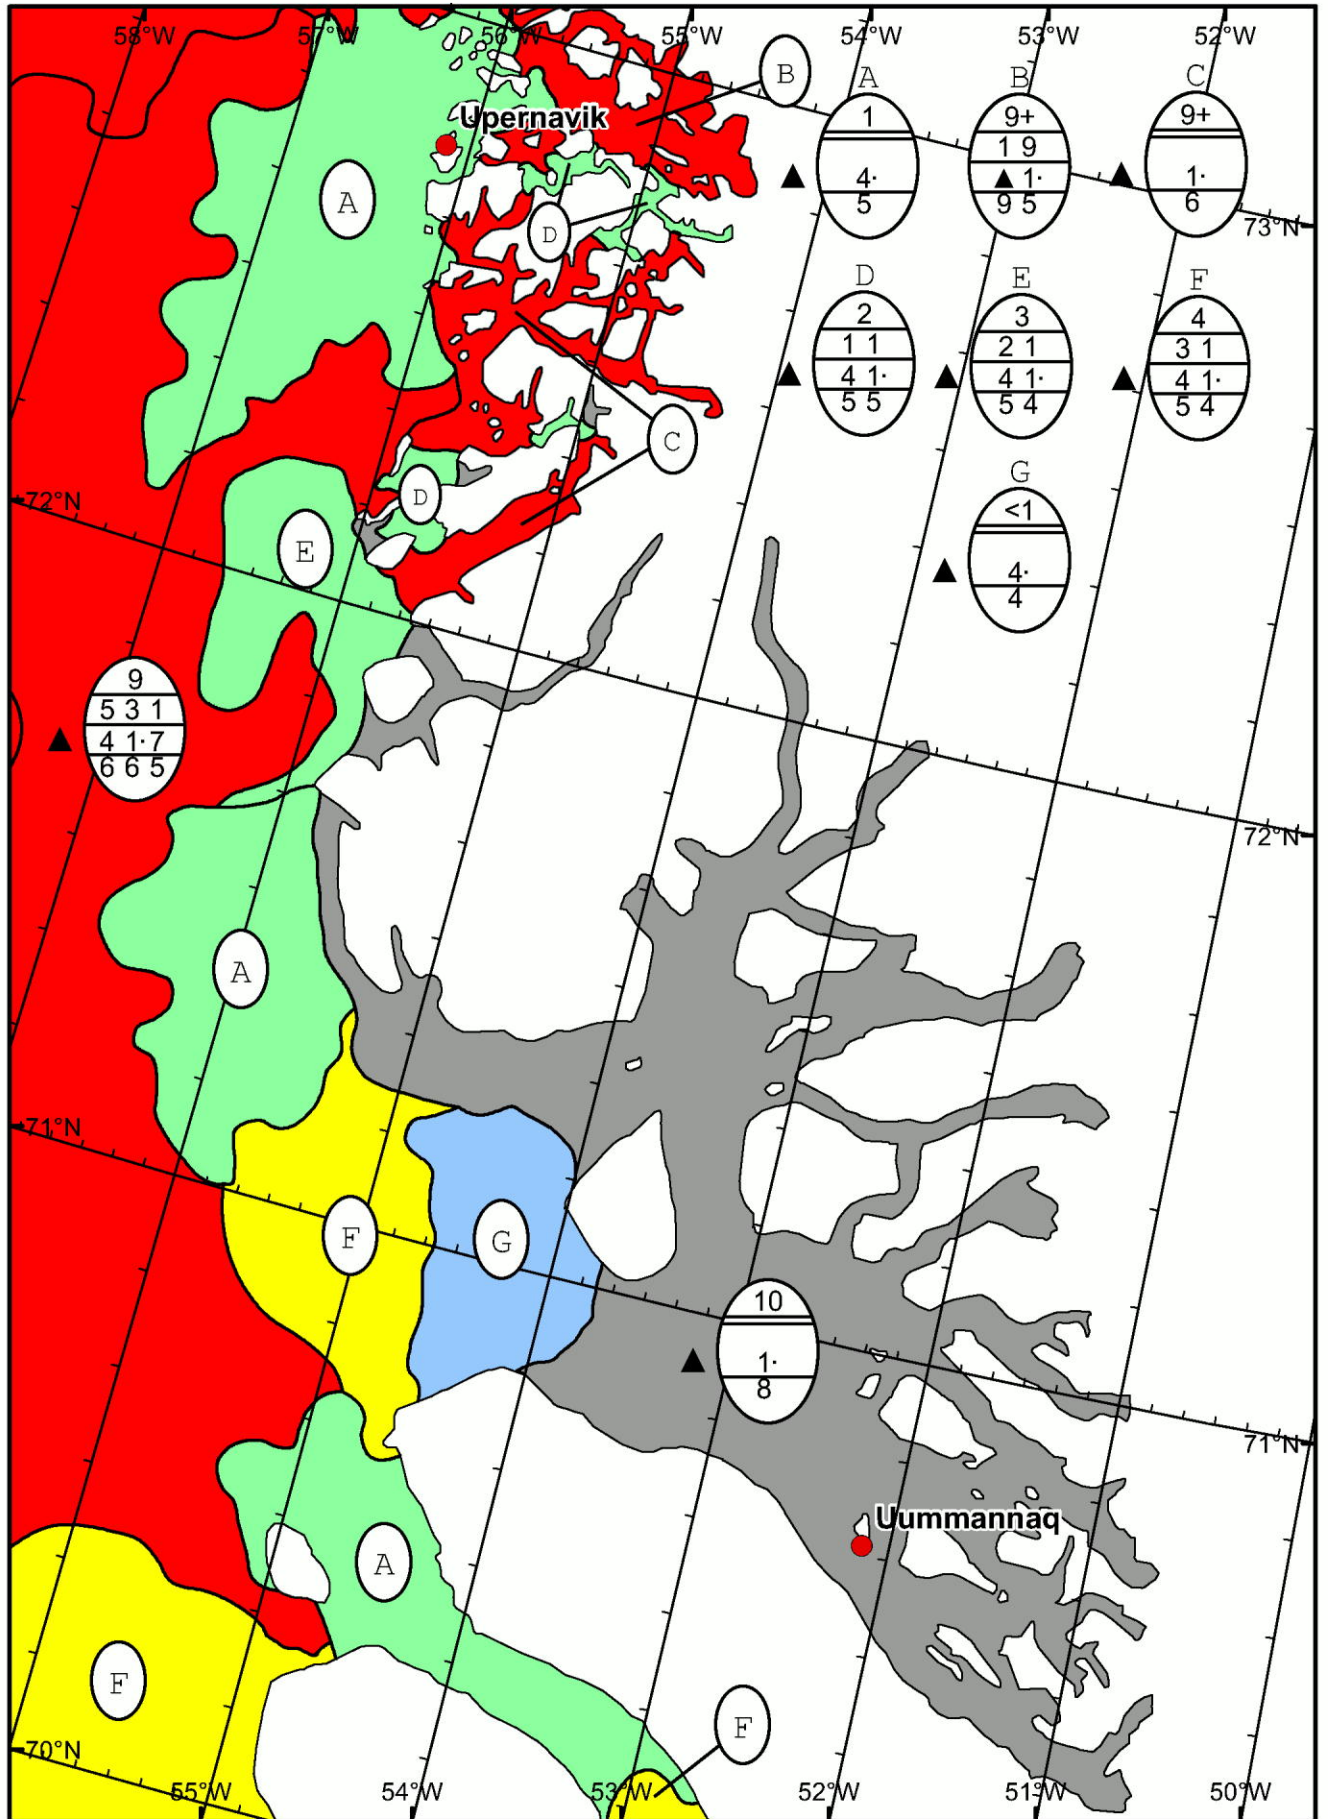 58°W 57°W 56°W 55°W 54°W 53°W 52°W
Upernavik
B
A
1
4·
5
B
9+
1 9
▲ 1·
9 5
C
9+
1·
6
73°N
A
D
D
2
1 1
4 1·
5 5
E
3
2 1
4 1·
5 4
F
4
3 1
4 1·
5 4
C
G
<1
4·
4
72°N
D
E
9
5 3 1
4 1·7
6 6 5
72°N
A
71°N
F
G
10
1·
8
71°N
Uummannaq
A
F
F
70°N
55°W 54°W 53°W 52°W 51°W 50°W